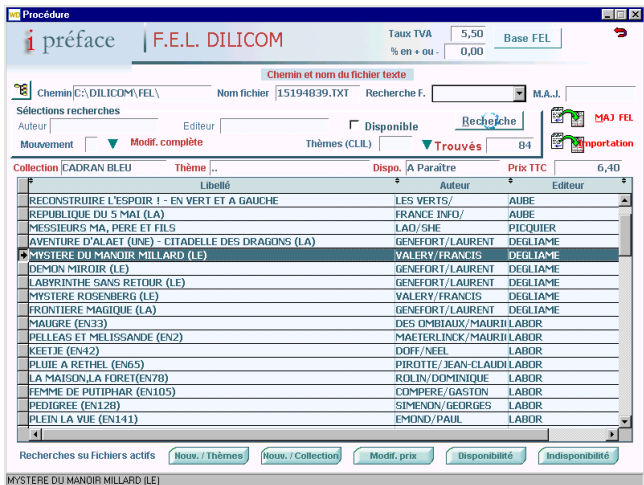 WD Procédure
i préface F.E.L. DILICOM Taux TVA 5,50 Base FEL
% en + ou - 0,00
Chemin et nom du fichier texte
Chemin C:\DILICOM\FEL\ Nom fichier 15194839.TXT Recherche F. M.A.J.
Sélections recherches
Auteur Editeur Disponible Recherche MAJ FEL
Mouvement Modif. complète Thèmes (CLIL) Trouvés 84 Importation
Collection CADRAN BLEU Thème .. Dispo. A Paraître Prix TTC 6,40
Libellé Auteur Editeur
RECONSTRUIRE L'ESPOIR ! - EN VERT ET A GAUCHE LES VERTS/ AUBE
REPUBLIQUE DU 5 MAI (LA) FRANCE INFO/ AUBE
MESSIEURS MA, PERE ET FILS LAO/SHE PICQUIER
AVENTURE D'ALAET (UNE) - CITADELLE DES DRAGONS (LA) GENEFORT/LAURENT DEGLIAME
MYSTERE DU MANOIR MILLARD (LE) VALERY/FRANCIS DEGLIAME
DEMON MIROIR (LE) GENEFORT/LAURENT DEGLIAME
LABYRINTHE SANS RETOUR (LE) GENEFORT/LAURENT DEGLIAME
MYSTERE ROSENBERG (LE) VALERY/FRANCIS DEGLIAME
FRONTIERE MAGIQUE (LA) GENEFORT/LAURENT DEGLIAME
MAUGRE (EN33) DES OMBIAUX/MAURI LABOR
PELLEAS ET MELISSANDE (EN2) MAETERLINCK/MAURI LABOR
KEETJE (EN42) DOFF/NEEL LABOR
PLUIE A RETHEL (EN65) PIROTTE/JEAN-CLAUDI LABOR
LA MAISON,LA FORET(EN78) ROLIN/DOMINIQUE LABOR
FEMME DE PUTIPHAR (EN105) COMPERE/GASTON LABOR
PEDIGREE (EN128) SIMENON/GEORGES LABOR
PLEIN LA VUE (EN141) EMOND/PAUL LABOR
Recherches su Fichiers actifs Nouv. / Thèmes Nouv. / Collection Modif. prix Disponibilité Indisponibilité
MYSTERE DU MANOIR MILLARD (LE)